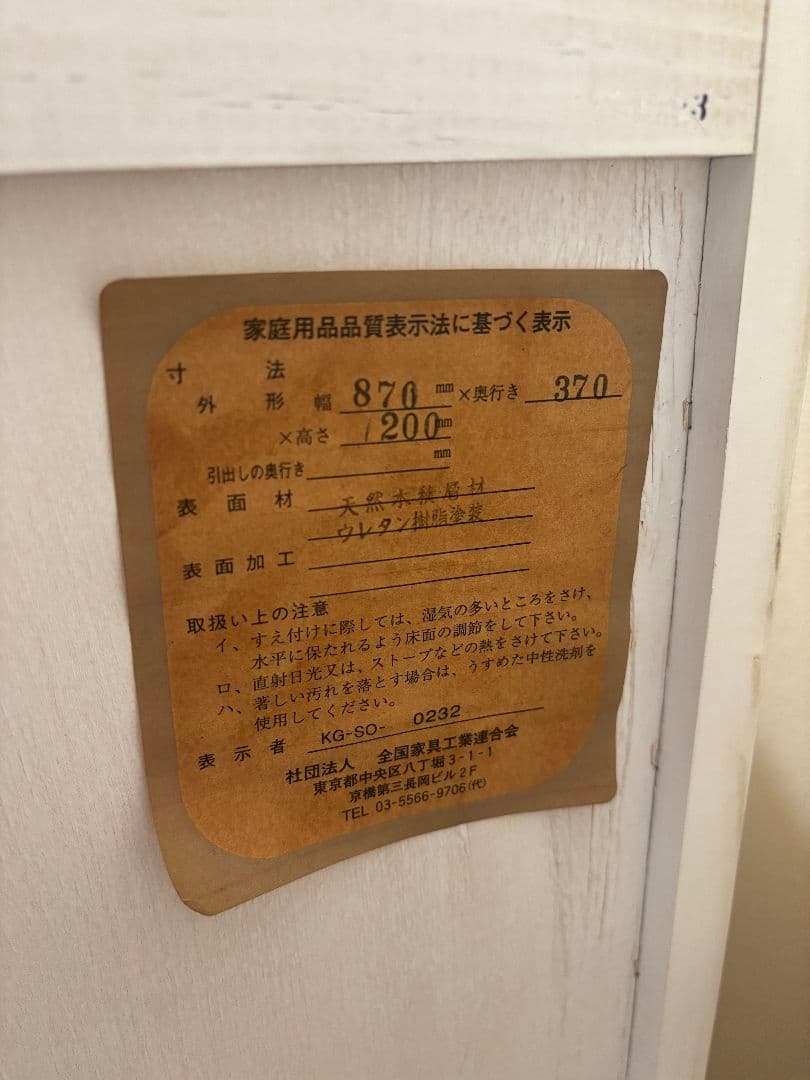 3
家庭用品品質表示法に基づく表示
寸法
外形 幅 870 mm ×奥行き 370
×高さ 1200 mm
引出しの奥行き mm
表面材 天然木積層材
ウレタン樹脂塗装
表面加工
取扱い上の注意
イ、すえ付けに際しては、湿気の多いところをさけ、
水平に保たれるよう床面の調節をして下さい。
ロ、直射日光又は、ストーブなどの熱をさけて下さい。
ハ、著しい汚れを落とす場合は、うすめた中性洗剤を
使用してください。
表示者 KG-SO- 0232
社団法人 全国家具工業連合会
東京都中央区八丁堀3-1-1
京橋第三長岡ビル2F
TEL 03-5566-9706(代)